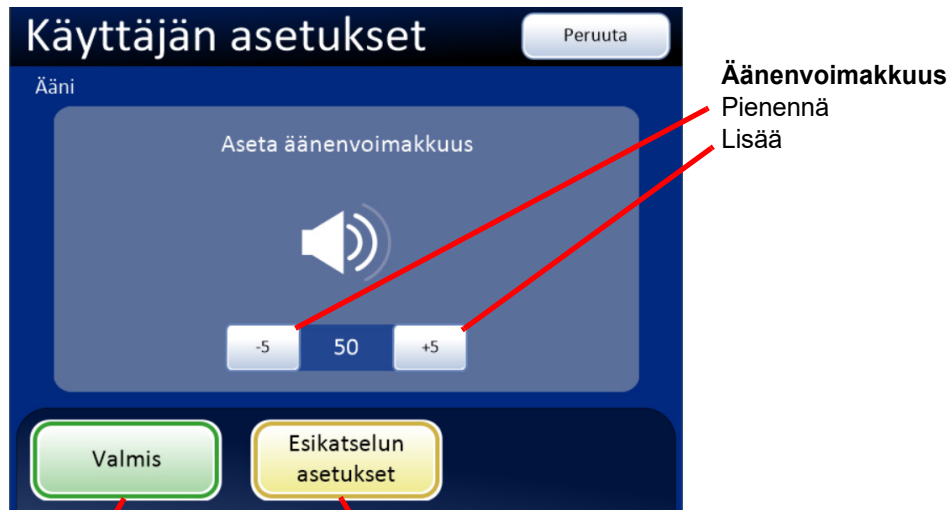 Käyttäjän asetukset
Peruuta
Ääni
Aseta äänenvoimakkuus
-5
50
+5
Valmis
Esikatselun
asetukset
Äänenvoimakkuus
Pienennä
Lisää